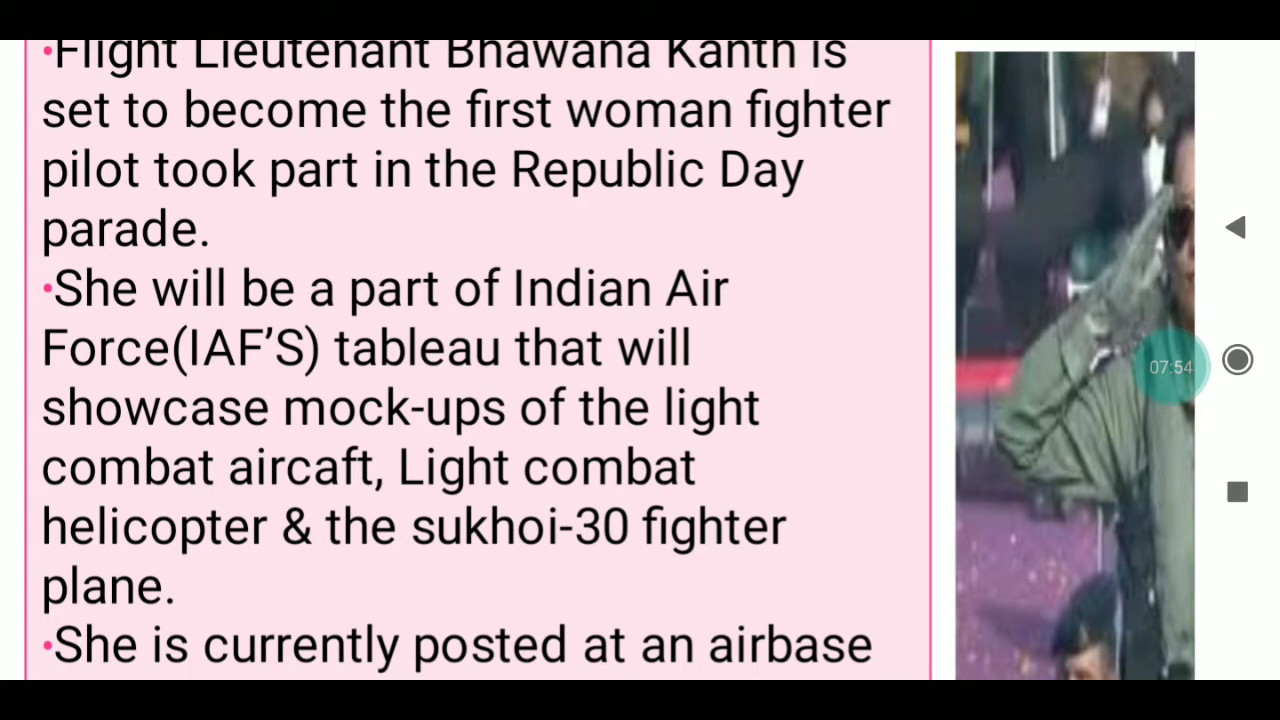 •Flight Lieutenant Bhawana Kanth is
set to become the first woman fighter
pilot took part in the Republic Day
parade.
•She will be a part of Indian Air
Force(IAF’S) tableau that will
showcase mock-ups of the light
combat aircaft, Light combat
helicopter & the sukhoi-30 fighter
plane.
•She is currently posted at an airbase
07:54